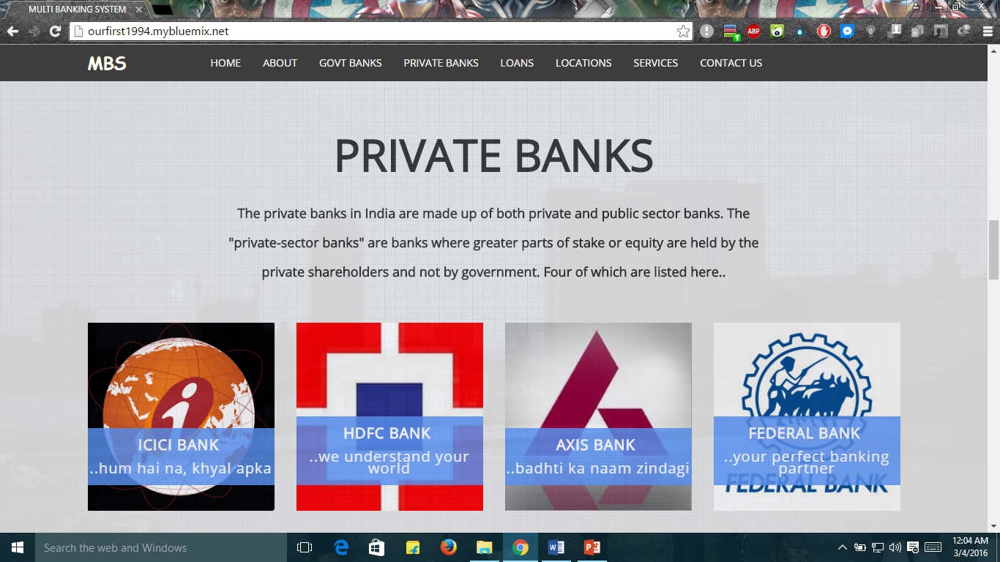 MULTI BANKING SYSTEM
ourfirst1994.mybluemix.net
1
ABP
0
MBS
HOME ABOUT GOVT BANKS PRIVATE BANKS LOANS LOCATIONS SERVICES CONTACT US
PRIVATE BANKS
The private banks in India are made up of both private and public sector banks. The
"private-sector banks" are banks where greater parts of stake or equity are held by the
private shareholders and not by government. Four of which are listed here..
i
ICICI BANK
..hum hai na, khyal apka
HDFC BANK
..we understand your
world
AXIS BANK
..badhti ka naam zindagi
FEDERAL BANK
..your perfect banking
partner
FEDERAL BANK
Search the web and Windows
12:04 AM
3/4/2016